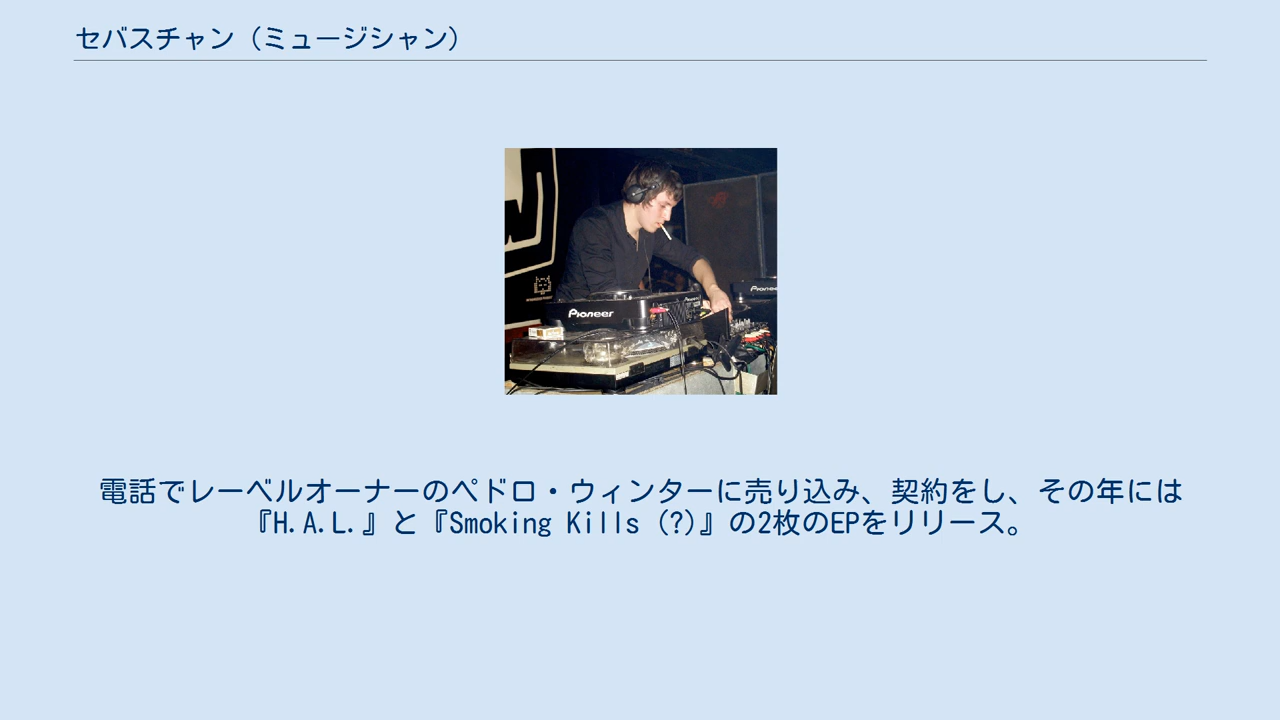 セバスチャン（ミュージシャン）
Pioneer
Pioneer
電話でレーベルオーナーのペドロ・ウィンターに売り込み、契約をし、その年には
『H.A.L.』と『Smoking Kills (?)』の2枚のEPをリリース。